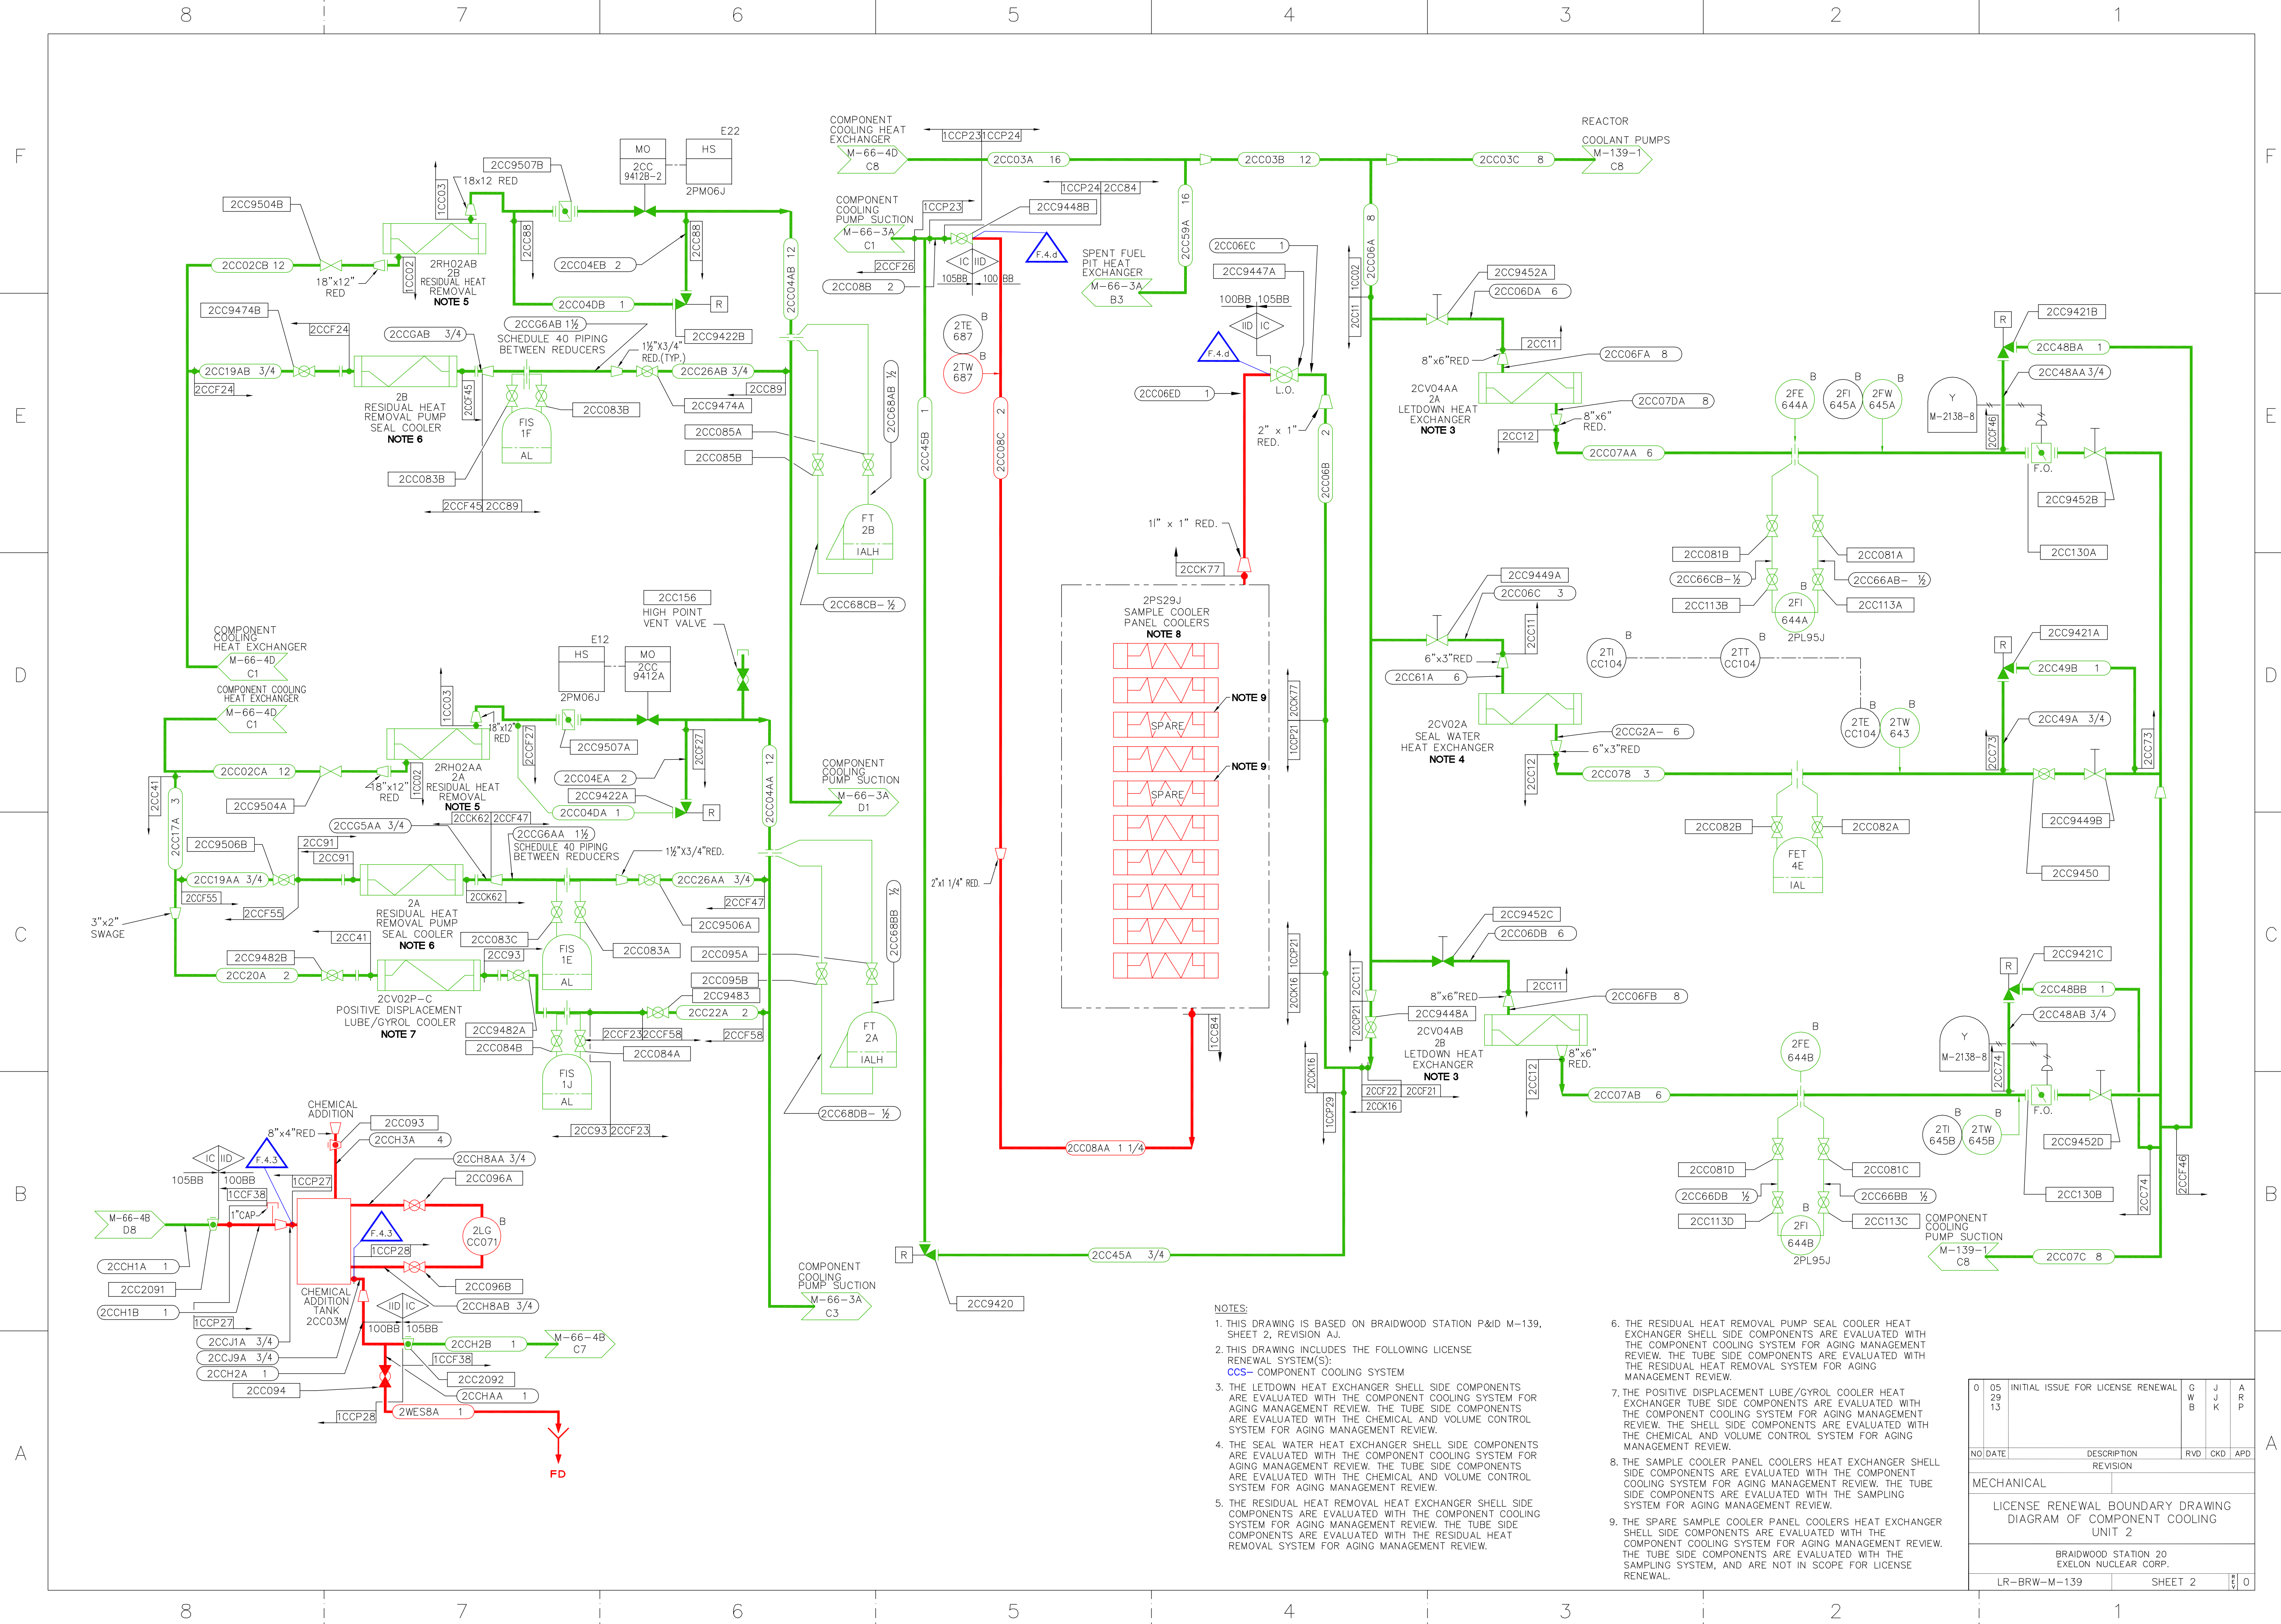 8
7
6
5
4
3
2
1
F
E
D
C
B
A
F
E
D
C
B
A
8
7
6
5
4
3
2
1
2CC9504B
1CC03
18x12 RED
2CC9507B
MO
2CC
9412B-2
HS
E22
2PM06J
2CC02CB 12
18"x12"
RED
1CC02
2RH02AB
2B
RESIDUAL HEAT
REMOVAL
NOTE 5
2CC88
2CC04EB 2
2CC88
2CC04DB 1
R
2CC04AB 12
2CC9474B
2CCF24
2CCGAB 3/4
2CCG6AB 1½
SCHEDULE 40 PIPING
BETWEEN REDUCERS
1½"X3/4"
RED.(TYP.)
2CC9422B
2CC19AB 3/4
2CCF24
2CCF45
2CC26AB 3/4
2CC89
2B
RESIDUAL HEAT
REMOVAL PUMP
SEAL COOLER
NOTE 6
FIS
1F
AL
2CC083B
2CC9474A
2CC083B
2CCF45
2CC89
2CC085A
2CC085B
2CC68AB ½
FT
2B
IALH
2CC68CB-½
COMPONENT
COOLING
HEAT EXCHANGER
M-66-4D
C1
COMPONENT COOLING
HEAT EXCHANGER
M-66-4D
C1
2CC156
HIGH POINT
VENT VALVE
E12
HS
MO
2CC
9412A
2PM06J
1CC03
18"x12"
RED
2CCF27
2CC9507A
2CCF27
2CC02CA 12
18"x12"
RED
1CC02
2RH02AA
2A
RESIDUAL HEAT
REMOVAL
NOTE 5
2CC04EA 2
2CC9422A
2CC04DA 1
R
2CC04AA 12
COMPONENT
COOLING
PUMP SUCTION
M-66-3A
D1
2CC41
2CC17A 3
2CC9504A
2CCG5AA 3/4
2CCK62
2CCF47
2CCG6AA 1½
SCHEDULE 40 PIPING
BETWEEN REDUCERS
1½"X3/4"RED.
2CC9506B
2CC91
2CC91
2CC19AA 3/4
2CCF55
2CCF55
2CCK62
2CC26AA 3/4
2CCF47
2A
RESIDUAL HEAT
REMOVAL PUMP
SEAL COOLER
NOTE 6
3"x2"
SWAGE
2CC41
2CC083C
2CC93
FIS
1E
AL
2CC083A
2CC9506A
2CC9482B
2CC20A 2
2CV02P-C
POSITIVE DISPLACEMENT
LUBE/GYROL COOLER
NOTE 7
2CC9482A
2CC084B
2CC9483
2CC22A 2
2CCF23
2CCF58
2CCF58
2CC084A
FIS
1J
AL
2CC93
2CCF23
2CC095A
2CC095B
2CC68BB ½
FT
2A
IALH
2CC68DB- ½
CHEMICAL
ADDITION
8"x4"RED
2CC093
2CCH3A 4
IC
IID
F.4.3
105BB
100BB
1CCP27
1CCF38
1"CAP
2CCH8AA 3/4
2CC096A
M-66-4B
D8
2LG
CC071
B
F.4.3
1CCP28
2CCH1A 1
2CC2091
2CCH1B 1
1CCP27
CHEMICAL
ADDITION
TANK
2CC03M
2CC096B
2CCH8AB 3/4
IID
IC
100BB
105BB
2CCJ1A 3/4
2CCJ9A 3/4
2CCH2A 1
2CC094
2CCH2B 1
M-66-4B
C7
1CCF38
2CC2092
2CCHAA 1
1CCP28
2WES8A 1
FD
COMPONENT
COOLING
PUMP SUCTION
M-66-3A
C3
COMPONENT
COOLING HEAT
EXCHANGER
M-66-4D
C8
1CCP23
1CCP24
2CC03A 16
2CC03B 12
2CC03C 8
REACTOR
COOLANT PUMPS
M-139-1
C8
COMPONENT
COOLING
PUMP SUCTION
M-66-3A
C1
1CCP23
1CCP24
2CC84
2CC9448B
2CCF26
2CC08B 2
IC
IID
105BB
100BB
F.4.d
SPENT FUEL
PIT HEAT
EXCHANGER
M-66-3A
B3
2CC59A 16
2TE
687
B
2TW
687
B
2CC45B 1
2CC08C 2
2CC06EC 1
2CC9447A
100BB
105BB
IID
IC
F.4.d
L.O.
2CC06ED 1
2" x 1"
RED.
2CC06B 2
2CC06A 8
1CC02
2CC11
1I" x 1" RED.
2CCK77
2PS29J
SAMPLE COOLER
PANEL COOLERS
NOTE 8
NOTE 9
SPARE
NOTE 9
SPARE
2CCK77
1CCP21
1CCP21
2CCK16
2"x1 1/4" RED.
1CC84
2CC08AA 1 1/4
2CCK16
1CCP29
2CC11
2CCP21
2CC9448A
2CCF22
2CCF21
2CCK16
R
2CC45A 3/4
2CC9420
2CC9452A
2CC06DA 6
2CC11
8"x6"RED
2CC06FA 8
2CV04AA
2A
LETDOWN HEAT
EXCHANGER
NOTE 3
2CC07DA 8
8"x6"
RED.
2CC12
2CC07AA 6
2FE
644A
B
2FI
645A
B
2FW
645A
B
Y
M-2138-8
R
2CC9421B
2CC48BA 1
2CC48AA 3/4
2CCF46
F.O.
2CC9452B
2CC130A
2CC081B
2CC081A
2CC66CB-½
2CC66AB- ½
2CC113B
2CC113A
2FI
644A
B
2PL95J
2CC9449A
2CC06C 3
2CC11
6"x3"RED
2CC61A 6
2CV02A
SEAL WATER
HEAT EXCHANGER
NOTE 4
2CCG2A- 6
6"x3"RED
2CC12
2CC078 3
2TI
CC104
B
2TT
CC104
B
2TE
CC104
B
2TW
643
B
R
2CC9421A
2CC49B 1
2CC49A 3/4
2CC73
2CC73
2CC9449B
2CC9450
2CC082B
2CC082A
FET
4E
IAL
2CC9452C
2CC06DB 6
2CC11
8"x6"RED
2CC06FB 8
2CV04AB
2B
LETDOWN HEAT
EXCHANGER
NOTE 3
8"x6"
RED.
2CC12
2CC07AB 6
2FE
644B
B
Y
M-2138-8
R
2CC9421C
2CC48BB 1
2CC48AB 3/4
2CC74
F.O.
2TI
645B
B
2TW
645B
B
2CC9452D
2CC130B
2CC74
2CCF46
2CC081D
2CC081C
2CC66DB ½
2CC66BB ½
2CC113D
2CC113C
2FI
644B
B
2PL95J
COMPONENT
COOLING
PUMP SUCTION
M-139-1
C8
2CC07C 8
NOTES:
1. THIS DRAWING IS BASED ON BRAIDWOOD STATION P&ID M-139,
SHEET 2, REVISION AJ.
2. THIS DRAWING INCLUDES THE FOLLOWING LICENSE
RENEWAL SYSTEM(S):
CCS- COMPONENT COOLING SYSTEM
3. THE LETDOWN HEAT EXCHANGER SHELL SIDE COMPONENTS
ARE EVALUATED WITH THE COMPONENT COOLING SYSTEM FOR
AGING MANAGEMENT REVIEW. THE TUBE SIDE COMPONENTS
ARE EVALUATED WITH THE CHEMICAL AND VOLUME CONTROL
SYSTEM FOR AGING MANAGEMENT REVIEW.
4. THE SEAL WATER HEAT EXCHANGER SHELL SIDE COMPONENTS
ARE EVALUATED WITH THE COMPONENT COOLING SYSTEM FOR
AGING MANAGEMENT REVIEW. THE TUBE SIDE COMPONENTS
ARE EVALUATED WITH THE CHEMICAL AND VOLUME CONTROL
SYSTEM FOR AGING MANAGEMENT REVIEW.
5. THE RESIDUAL HEAT REMOVAL HEAT EXCHANGER SHELL SIDE
COMPONENTS ARE EVALUATED WITH THE COMPONENT COOLING
SYSTEM FOR AGING MANAGEMENT REVIEW. THE TUBE SIDE
COMPONENTS ARE EVALUATED WITH THE RESIDUAL HEAT
REMOVAL SYSTEM FOR AGING MANAGEMENT REVIEW.
6. THE RESIDUAL HEAT REMOVAL PUMP SEAL COOLER HEAT
EXCHANGER SHELL SIDE COMPONENTS ARE EVALUATED WITH
THE COMPONENT COOLING SYSTEM FOR AGING MANAGEMENT
REVIEW. THE TUBE SIDE COMPONENTS ARE EVALUATED WITH
THE RESIDUAL HEAT REMOVAL SYSTEM FOR AGING
MANAGEMENT REVIEW.
7. THE POSITIVE DISPLACEMENT LUBE/GYROL COOLER HEAT
EXCHANGER TUBE SIDE COMPONENTS ARE EVALUATED WITH
THE COMPONENT COOLING SYSTEM FOR AGING MANAGEMENT
REVIEW. THE SHELL SIDE COMPONENTS ARE EVALUATED WITH
THE CHEMICAL AND VOLUME CONTROL SYSTEM FOR AGING
MANAGEMENT REVIEW.
8. THE SAMPLE COOLER PANEL COOLERS HEAT EXCHANGER SHELL
SIDE COMPONENTS ARE EVALUATED WITH THE COMPONENT
COOLING SYSTEM FOR AGING MANAGEMENT REVIEW. THE TUBE
SIDE COMPONENTS ARE EVALUATED WITH THE SAMPLING
SYSTEM FOR AGING MANAGEMENT REVIEW.
9. THE SPARE SAMPLE COOLER PANEL COOLERS HEAT EXCHANGER
SHELL SIDE COMPONENTS ARE EVALUATED WITH THE
COMPONENT COOLING SYSTEM FOR AGING MANAGEMENT REVIEW.
THE TUBE SIDE COMPONENTS ARE EVALUATED WITH THE
SAMPLING SYSTEM, AND ARE NOT IN SCOPE FOR LICENSE
RENEWAL.
0 05 INITIAL ISSUE FOR LICENSE RENEWAL G J A
29 W J R
13 B K P
NO DATE DESCRIPTION RVD CKD APD
REVISION
MECHANICAL
LICENSE RENEWAL BOUNDARY DRAWING
DIAGRAM OF COMPONENT COOLING
UNIT 2
BRAIDWOOD STATION 20
EXELON NUCLEAR CORP.
LR-BRW-M-139 SHEET 2 REV 0